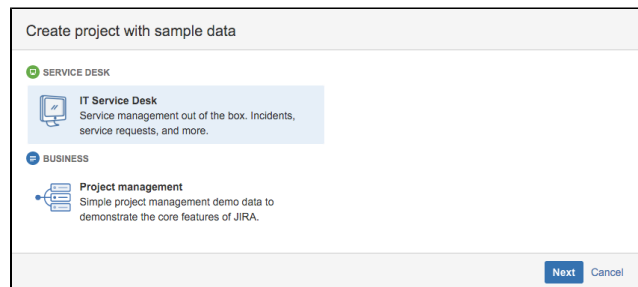 Create project with sample data
SERVICE DESK
IT Service Desk
Service management out of the box. Incidents,
service requests, and more.
BUSINESS
Project management
Simple project management demo data to
demonstrate the core features of JIRA.
Next Cancel